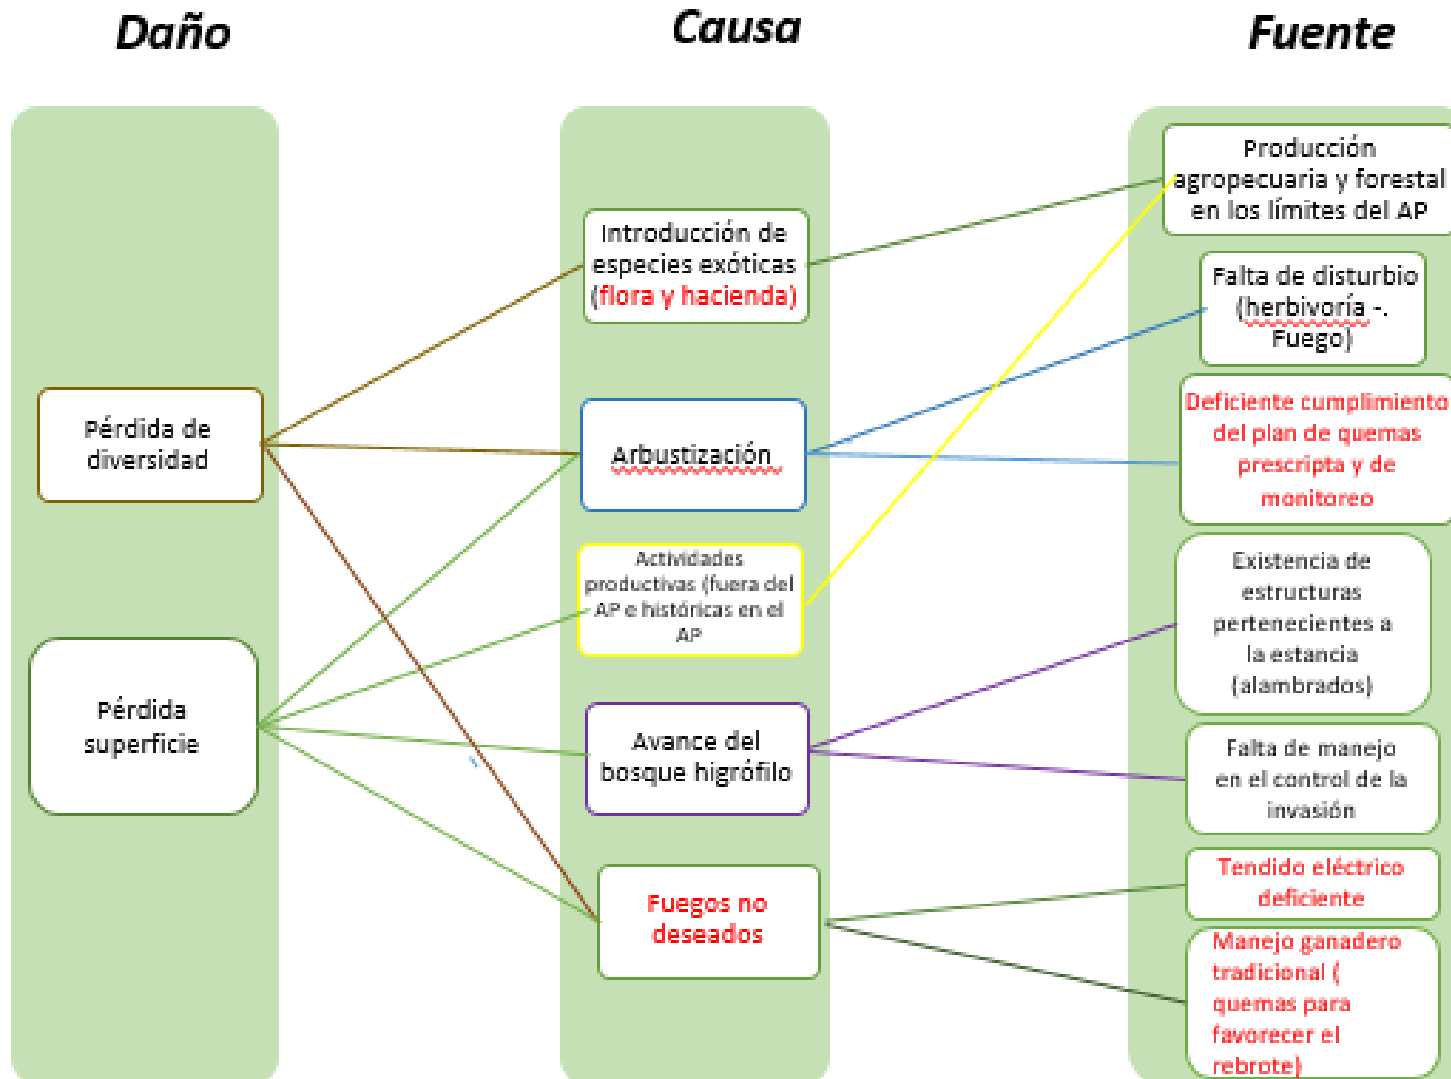 Daño
Causa
Fuente
Pérdida de
diversidad
Pérdida
superficie
Introducción de
especies exóticas
(flora y hacienda)
Arbustización
Actividades
productivas (fuera del
AP e históricas en el
AP
Avance del
bosque higrófilo
Fuegos no
deseados
Producción
agropecuaria y forestal
en los límites del AP
Falta de disturbio
(herbivoría -.
Fuego)
Deficiente cumplimiento
del plan de quemas
prescripta y de
monitoreo
Existencia de
estructuras
pertenecientes a
la estancia
(alambrados)
Falta de manejo
en el control de la
invasión
Tendido eléctrico
deficiente
Manejo ganadero
tradicional (
quemas para
favorecer el
rebrote)